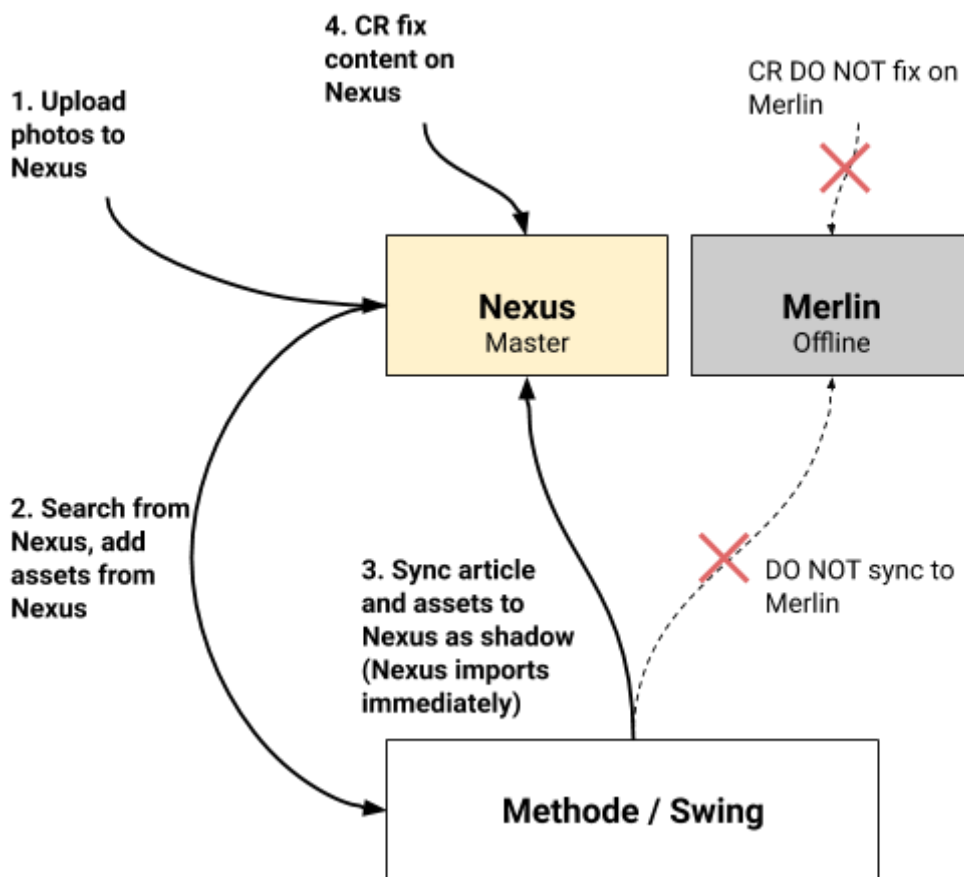 4. CR fix
content on
Nexus
CR DO NOT fix on
Merlin
1. Upload
photos to
Nexus
Nexus
Master
Merlin
Offline
2. Search from
Nexus, add
assets from
Nexus
3. Sync article
and assets to
Nexus as shadow
(Nexus imports
immediately)
DO NOT sync to
Merlin
Methode / Swing